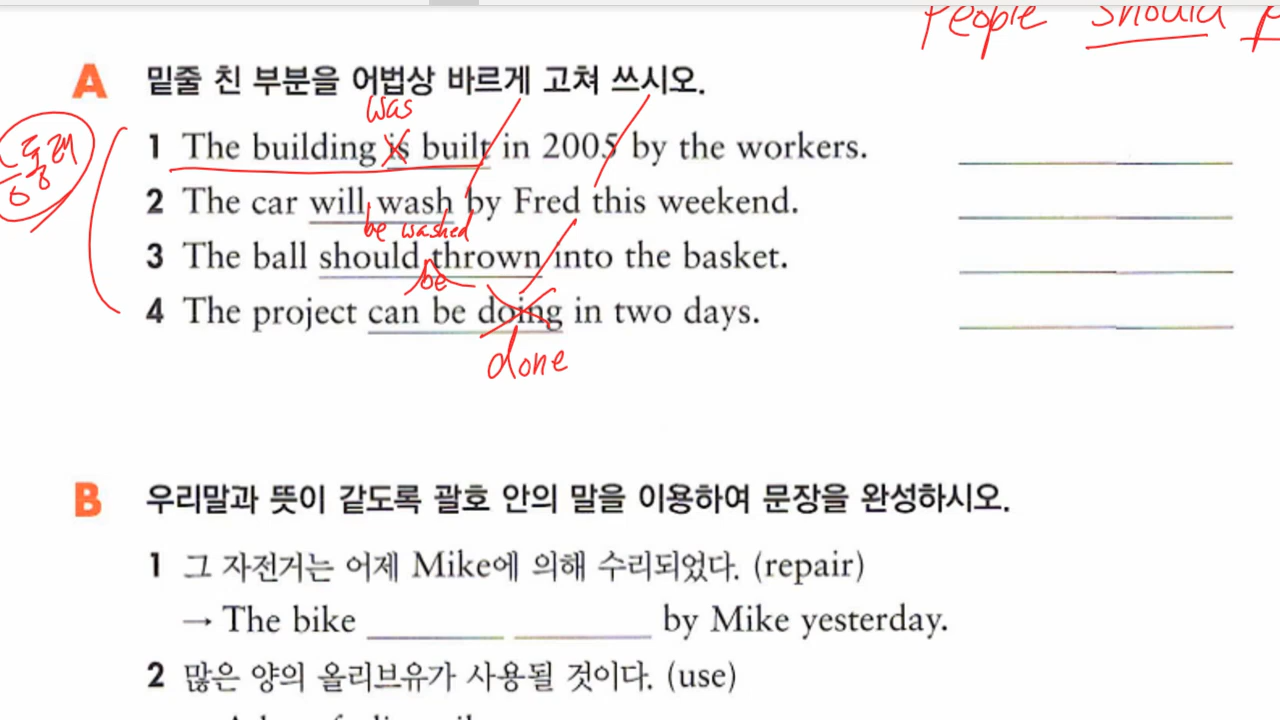 People should
A 밑줄 친 부분을 어법상 바르게 고쳐 쓰시오.
was
1 The building is built in 2005 by the workers.
2 The car will wash by Fred this weekend.
be washed
3 The ball should thrown into the basket.
be
4 The project can be doing in two days.
done
B 우리말과 뜻이 같도록 괄호 안의 말을 이용하여 문장을 완성하시오.
1 그 자전거는 어제 Mike에 의해 수리되었다. (repair)
→ The bike ________ ________ by Mike yesterday.
2 많은 양의 올리브유가 사용될 것이다. (use)